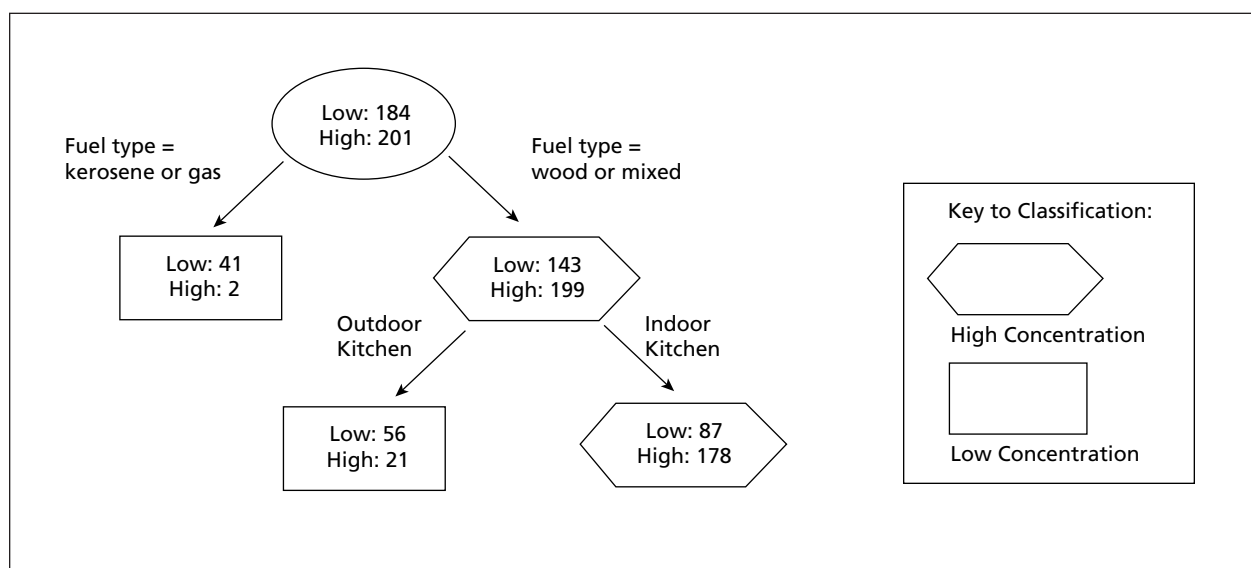 Low: 184
High: 201
Fuel type =
kerosene or gas
Fuel type =
wood or mixed
Low: 41
High: 2
Low: 143
High: 199
Outdoor
Kitchen
Indoor
Kitchen
Low: 56
High: 21
Low: 87
High: 178
Key to Classification:
High Concentration
Low Concentration